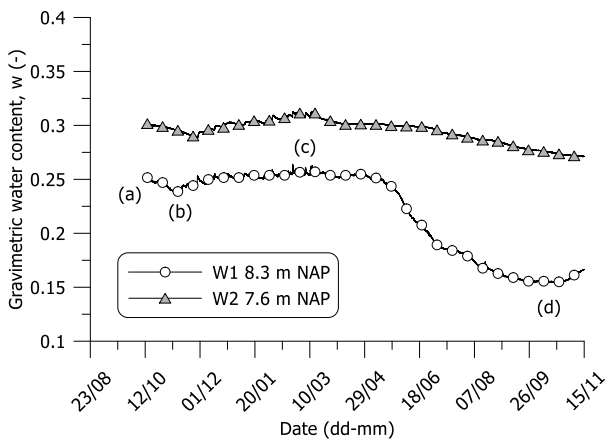 Gravimetric water content, w (-)
0.4
0.35
0.3
0.25
0.2
0.15
0.1
(a)
(b)
(c)
(d)
W1 8.3 m NAP
W2 7.6 m NAP
23/08
12/10
01/12
20/01
10/03
29/04
18/06
07/08
26/09
15/11
Date (dd-mm)